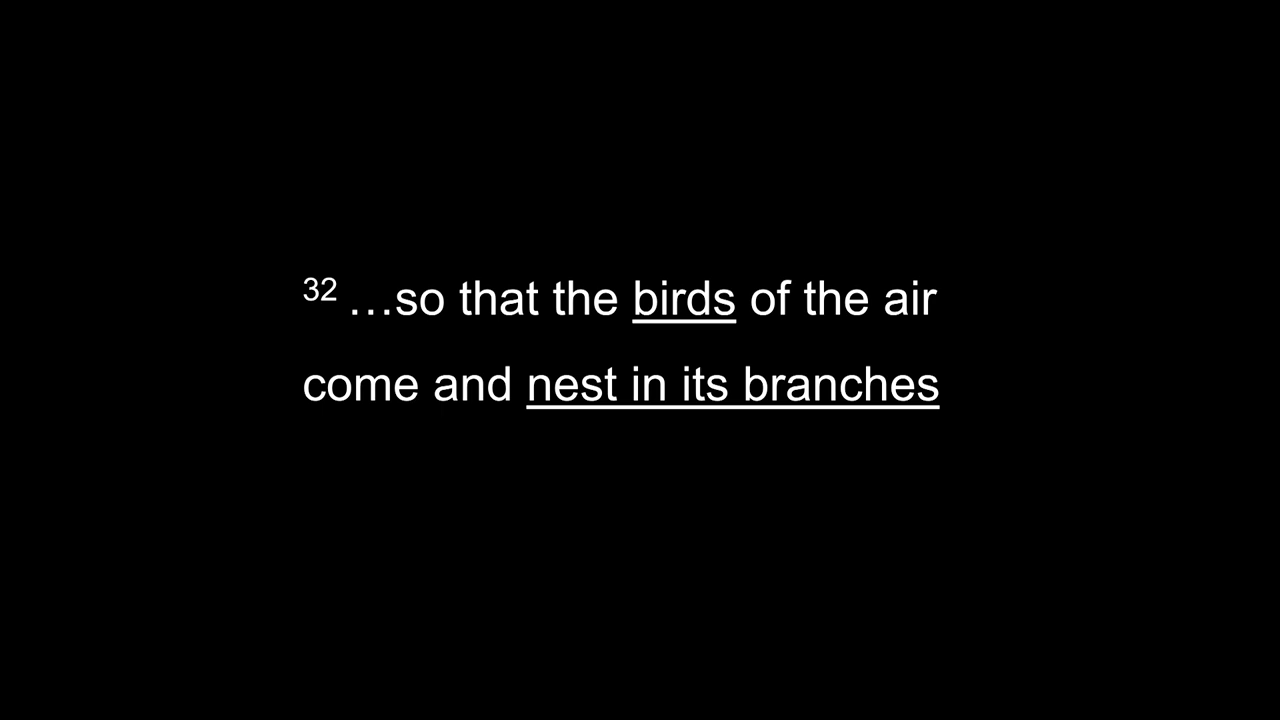 32 …so that the birds of the air
come and nest in its branches